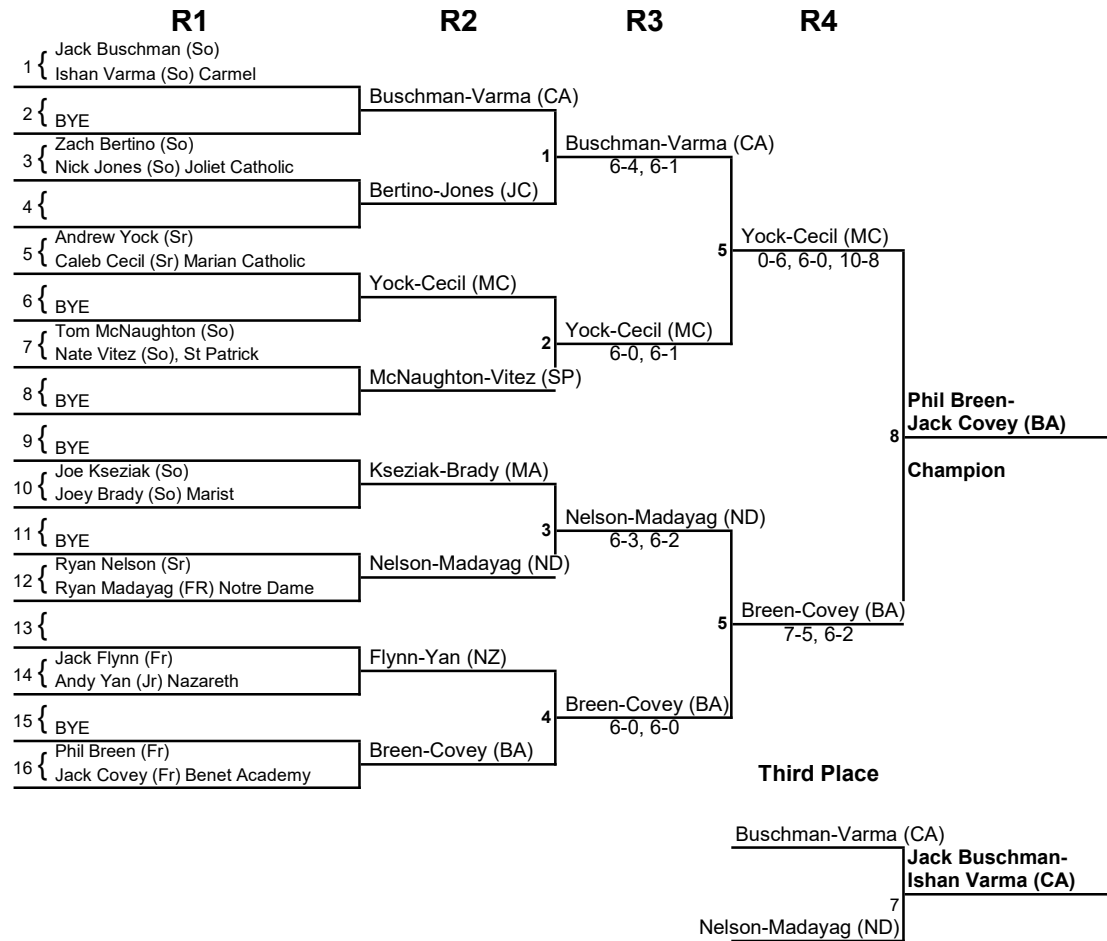 R1
R2
R3
R4
1 { Jack Buschman (So)
Ishan Varma (So) Carmel
2 { BYE
3 { Zach Bertino (So)
Nick Jones (So) Joliet Catholic
4 {
5 { Andrew Yock (Sr)
Caleb Cecil (Sr) Marian Catholic
6 { BYE
7 { Tom McNaughton (So)
Nate Vitez (So), St Patrick
8 { BYE
9 { BYE
10 { Joe Kseziak (So)
Joey Brady (So) Marist
11 { BYE
12 { Ryan Nelson (Sr)
Ryan Madayag (FR) Notre Dame
13 {
14 { Jack Flynn (Fr)
Andy Yan (Jr) Nazareth
15 { BYE
16 { Phil Breen (Fr)
Jack Covey (Fr) Benet Academy
Buschman-Varma (CA)
1
Bertino-Jones (JC)
Yock-Cecil (MC)
2
McNaughton-Vitez (SP)
Kseziak-Brady (MA)
3
Nelson-Madayag (ND)
Flynn-Yan (NZ)
4
Breen-Covey (BA)
Buschman-Varma (CA)
6-4, 6-1
5
Yock-Cecil (MC)
6-0, 6-1
Nelson-Madayag (ND)
6-3, 6-2
5
Breen-Covey (BA)
6-0, 6-0
Yock-Cecil (MC)
0-6, 6-0, 10-8
8
Breen-Covey (BA)
7-5, 6-2
Phil Breen-
Jack Covey (BA)
Champion
Third Place
Buschman-Varma (CA)
7
Nelson-Madayag (ND)
Jack Buschman-
Ishan Varma (CA)